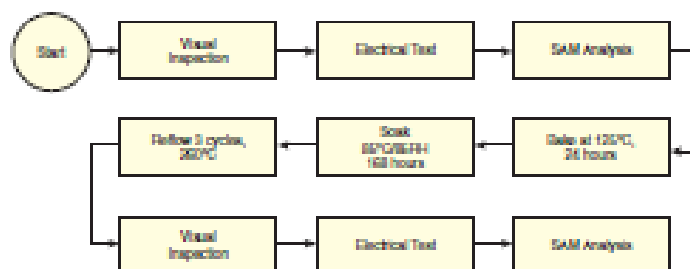 Start
Visual
Inspection
Electrical Test
SAM Analysis
Bake at 125°C,
24 hours
Soak
168 hours
Reflow 3 cycles,
260°C
Visual
Inspection
Electrical Test
SAM Analysis